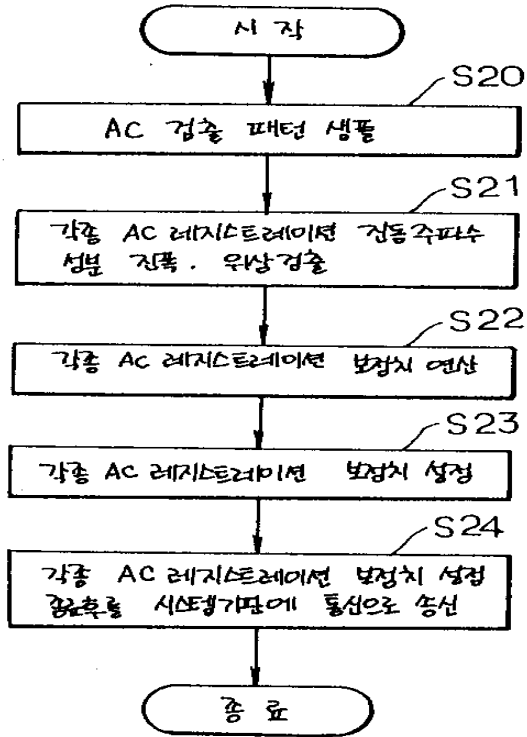 시 작
S20
AC 검출 패턴 샘플
S21
각종 AC 레지스트레이션 진동주파수
성분 진폭. 위상검출
S22
각종 AC 레지스트레이션 보정치 연산
S23
각종 AC 레지스트레이션 보정치 설정
S24
각종 AC 레지스트레이션 보정치 설정
종료후를 시스템기판에 통신으로 송신
종 료